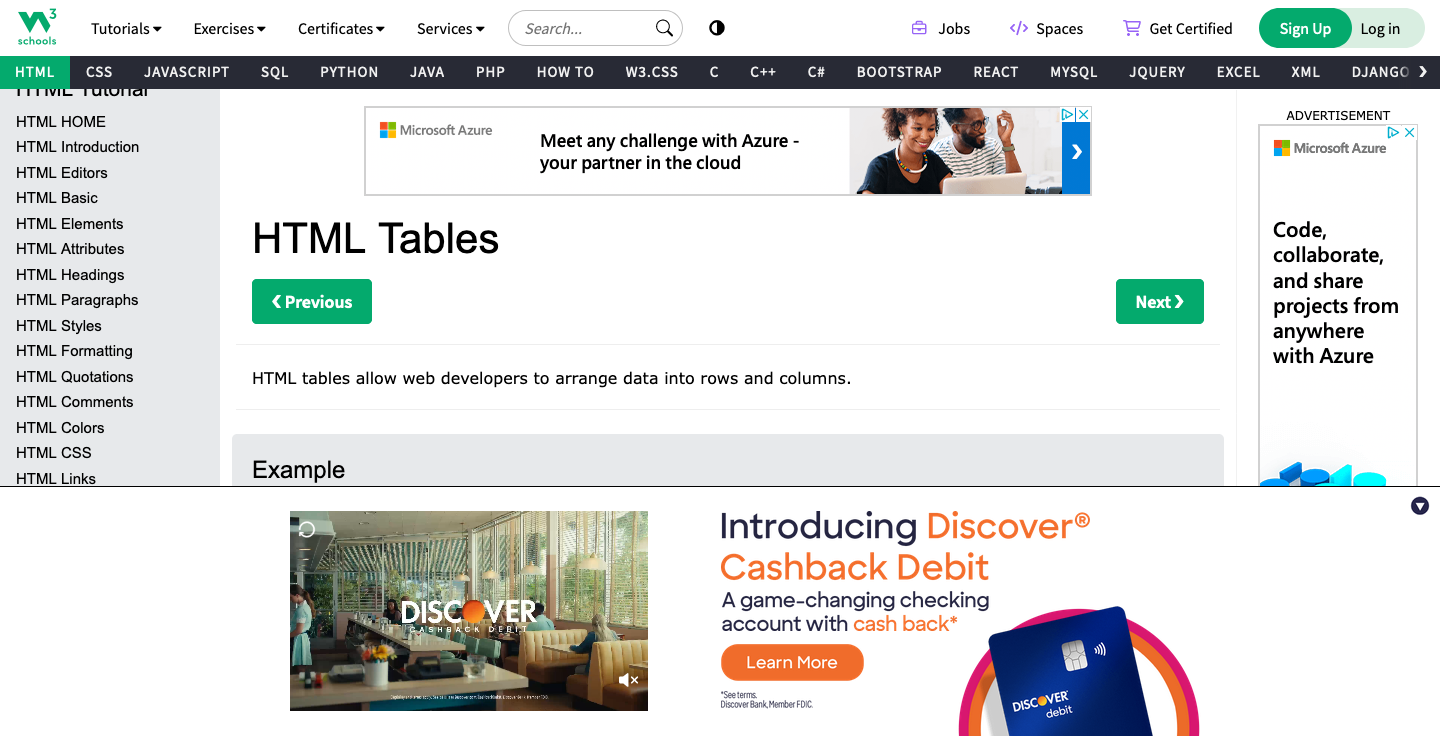 W3
schools
Tutorials
Exercises
Certificates
Services
Search...
Jobs
Spaces
Get Certified
Sign Up
Log in
HTML
CSS
JAVASCRIPT
SQL
PYTHON
JAVA
PHP
HOW TO
W3.CSS
C
C++
C#
BOOTSTRAP
REACT
MYSQL
JQUERY
EXCEL
XML
DJANGO
❯
HTML Tutorial
HTML HOME
HTML Introduction
HTML Editors
HTML Basic
HTML Elements
HTML Attributes
HTML Headings
HTML Paragraphs
HTML Styles
HTML Formatting
HTML Quotations
HTML Comments
HTML Colors
HTML CSS
HTML Links
Microsoft Azure
Meet any challenge with Azure -
your partner in the cloud
HTML Tables
❮ Previous
Next ❯
HTML tables allow web developers to arrange data into rows and columns.
Example
ADVERTISEMENT
Microsoft Azure
Code,
collaborate,
and share
projects from
anywhere
with Azure
DISCOVER
CASHBACK DEBIT
Introducing Discover®
Cashback Debit
A game-changing checking
account with cash back*
Learn More
*See terms.
Discover Bank, Member FDIC.
DISCOVER
debit